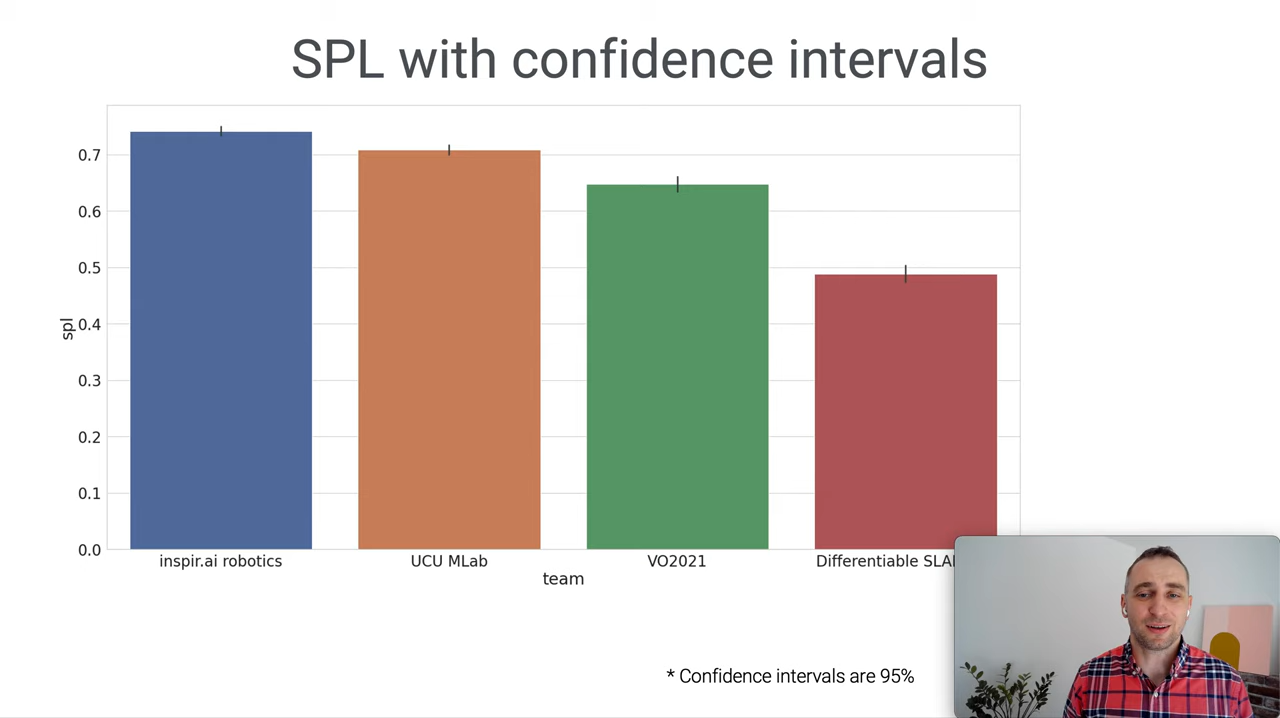 SPL with confidence intervals
0.7
0.6
0.5
0.4
0.3
0.2
0.1
0.0
spl
inspir.ai robotics
UCU MLab
VO2021
Differentiable
team
* Confidence intervals are 95%